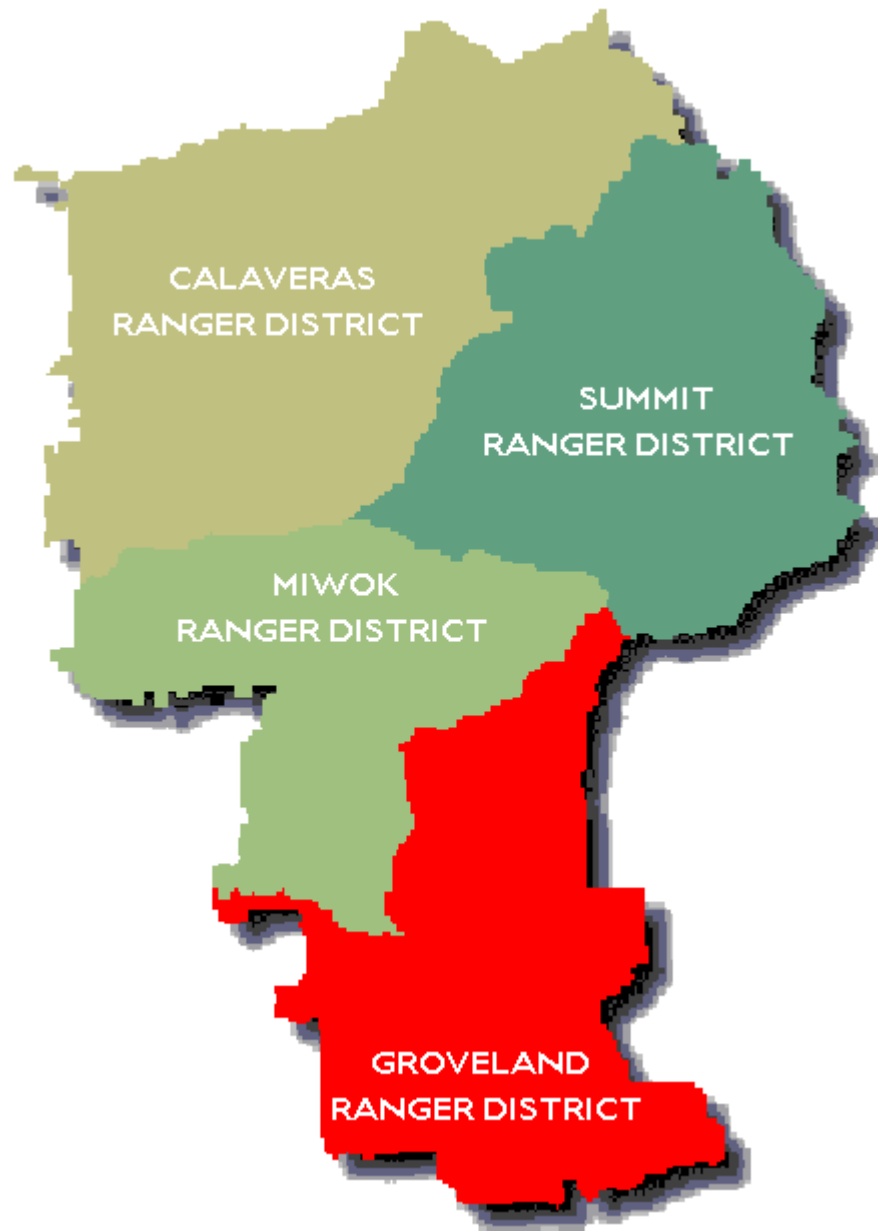 CALAVERAS
RANGER DISTRICT
SUMMIT
RANGER DISTRICT
MIWOK
RANGER DISTRICT
GROVELAND
RANGER DISTRICT